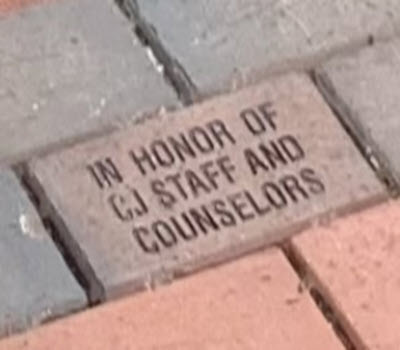 IN HONOR OF
CJ STAFF AND
COUNSELORS